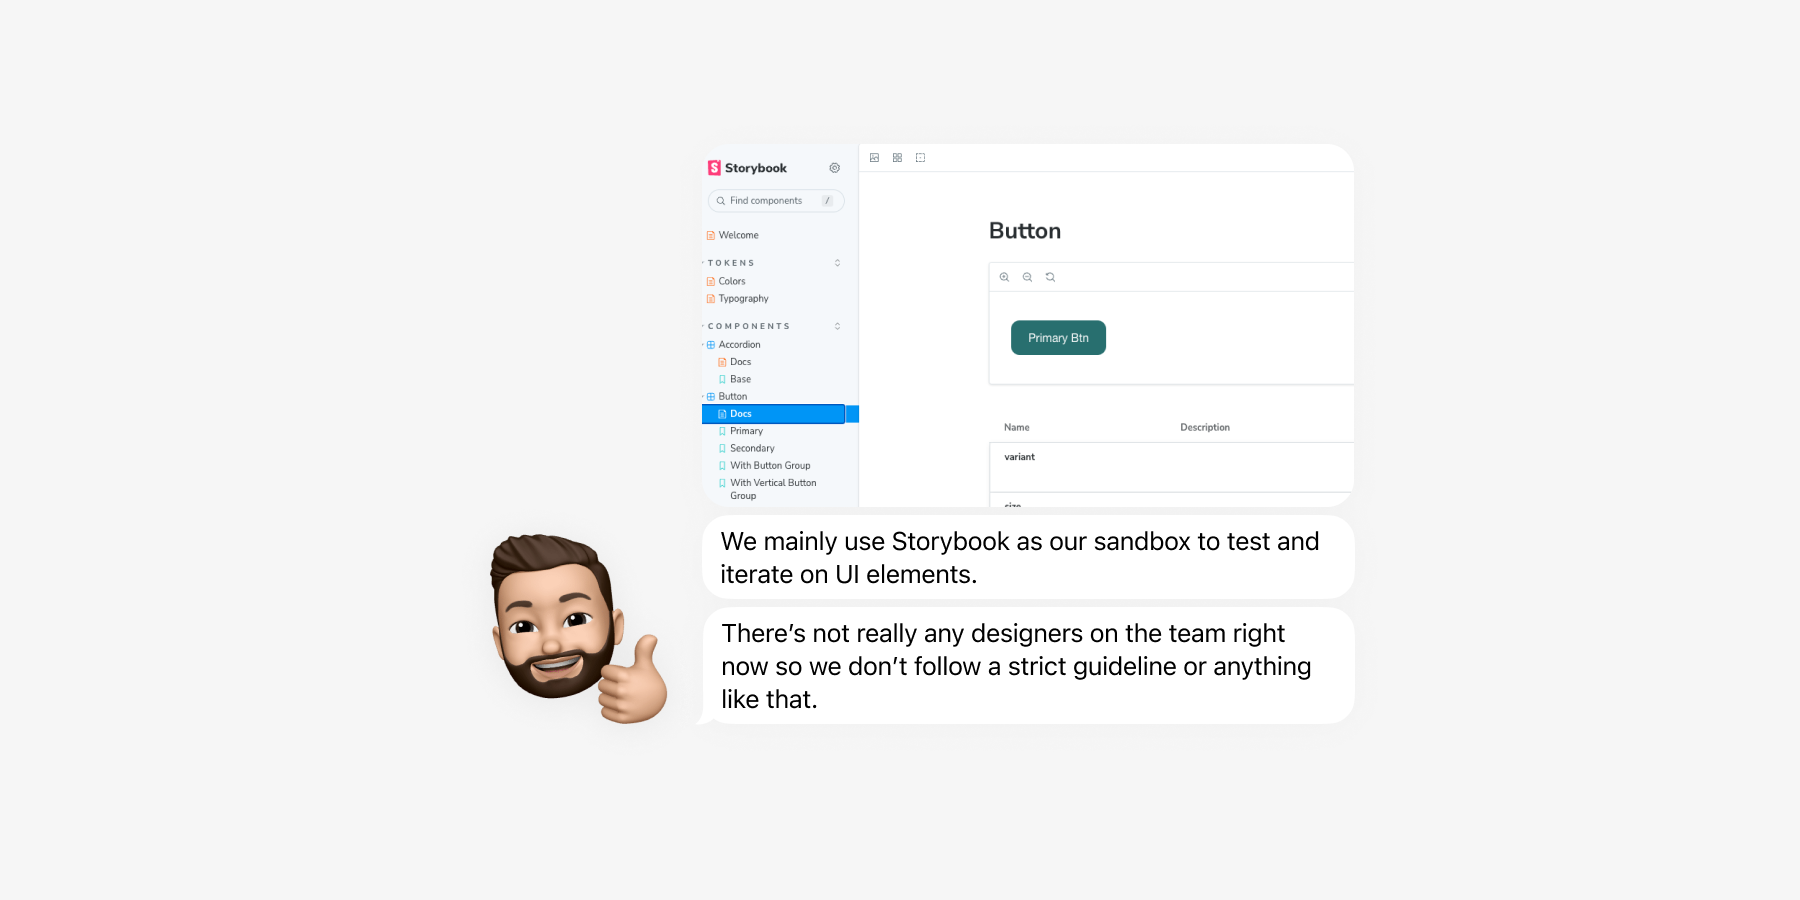 Storybook
Find components /
Welcome
TOKENS
Colors
Typography
COMPONENTS
Accordion
Docs
Base
Button
Docs
Primary
Secondary
With Button Group
With Vertical Button
Group
Button
Primary Btn
Name Description
variant
size
We mainly use Storybook as our sandbox to test and
iterate on UI elements.
There’s not really any designers on the team right
now so we don’t follow a strict guideline or anything
like that.